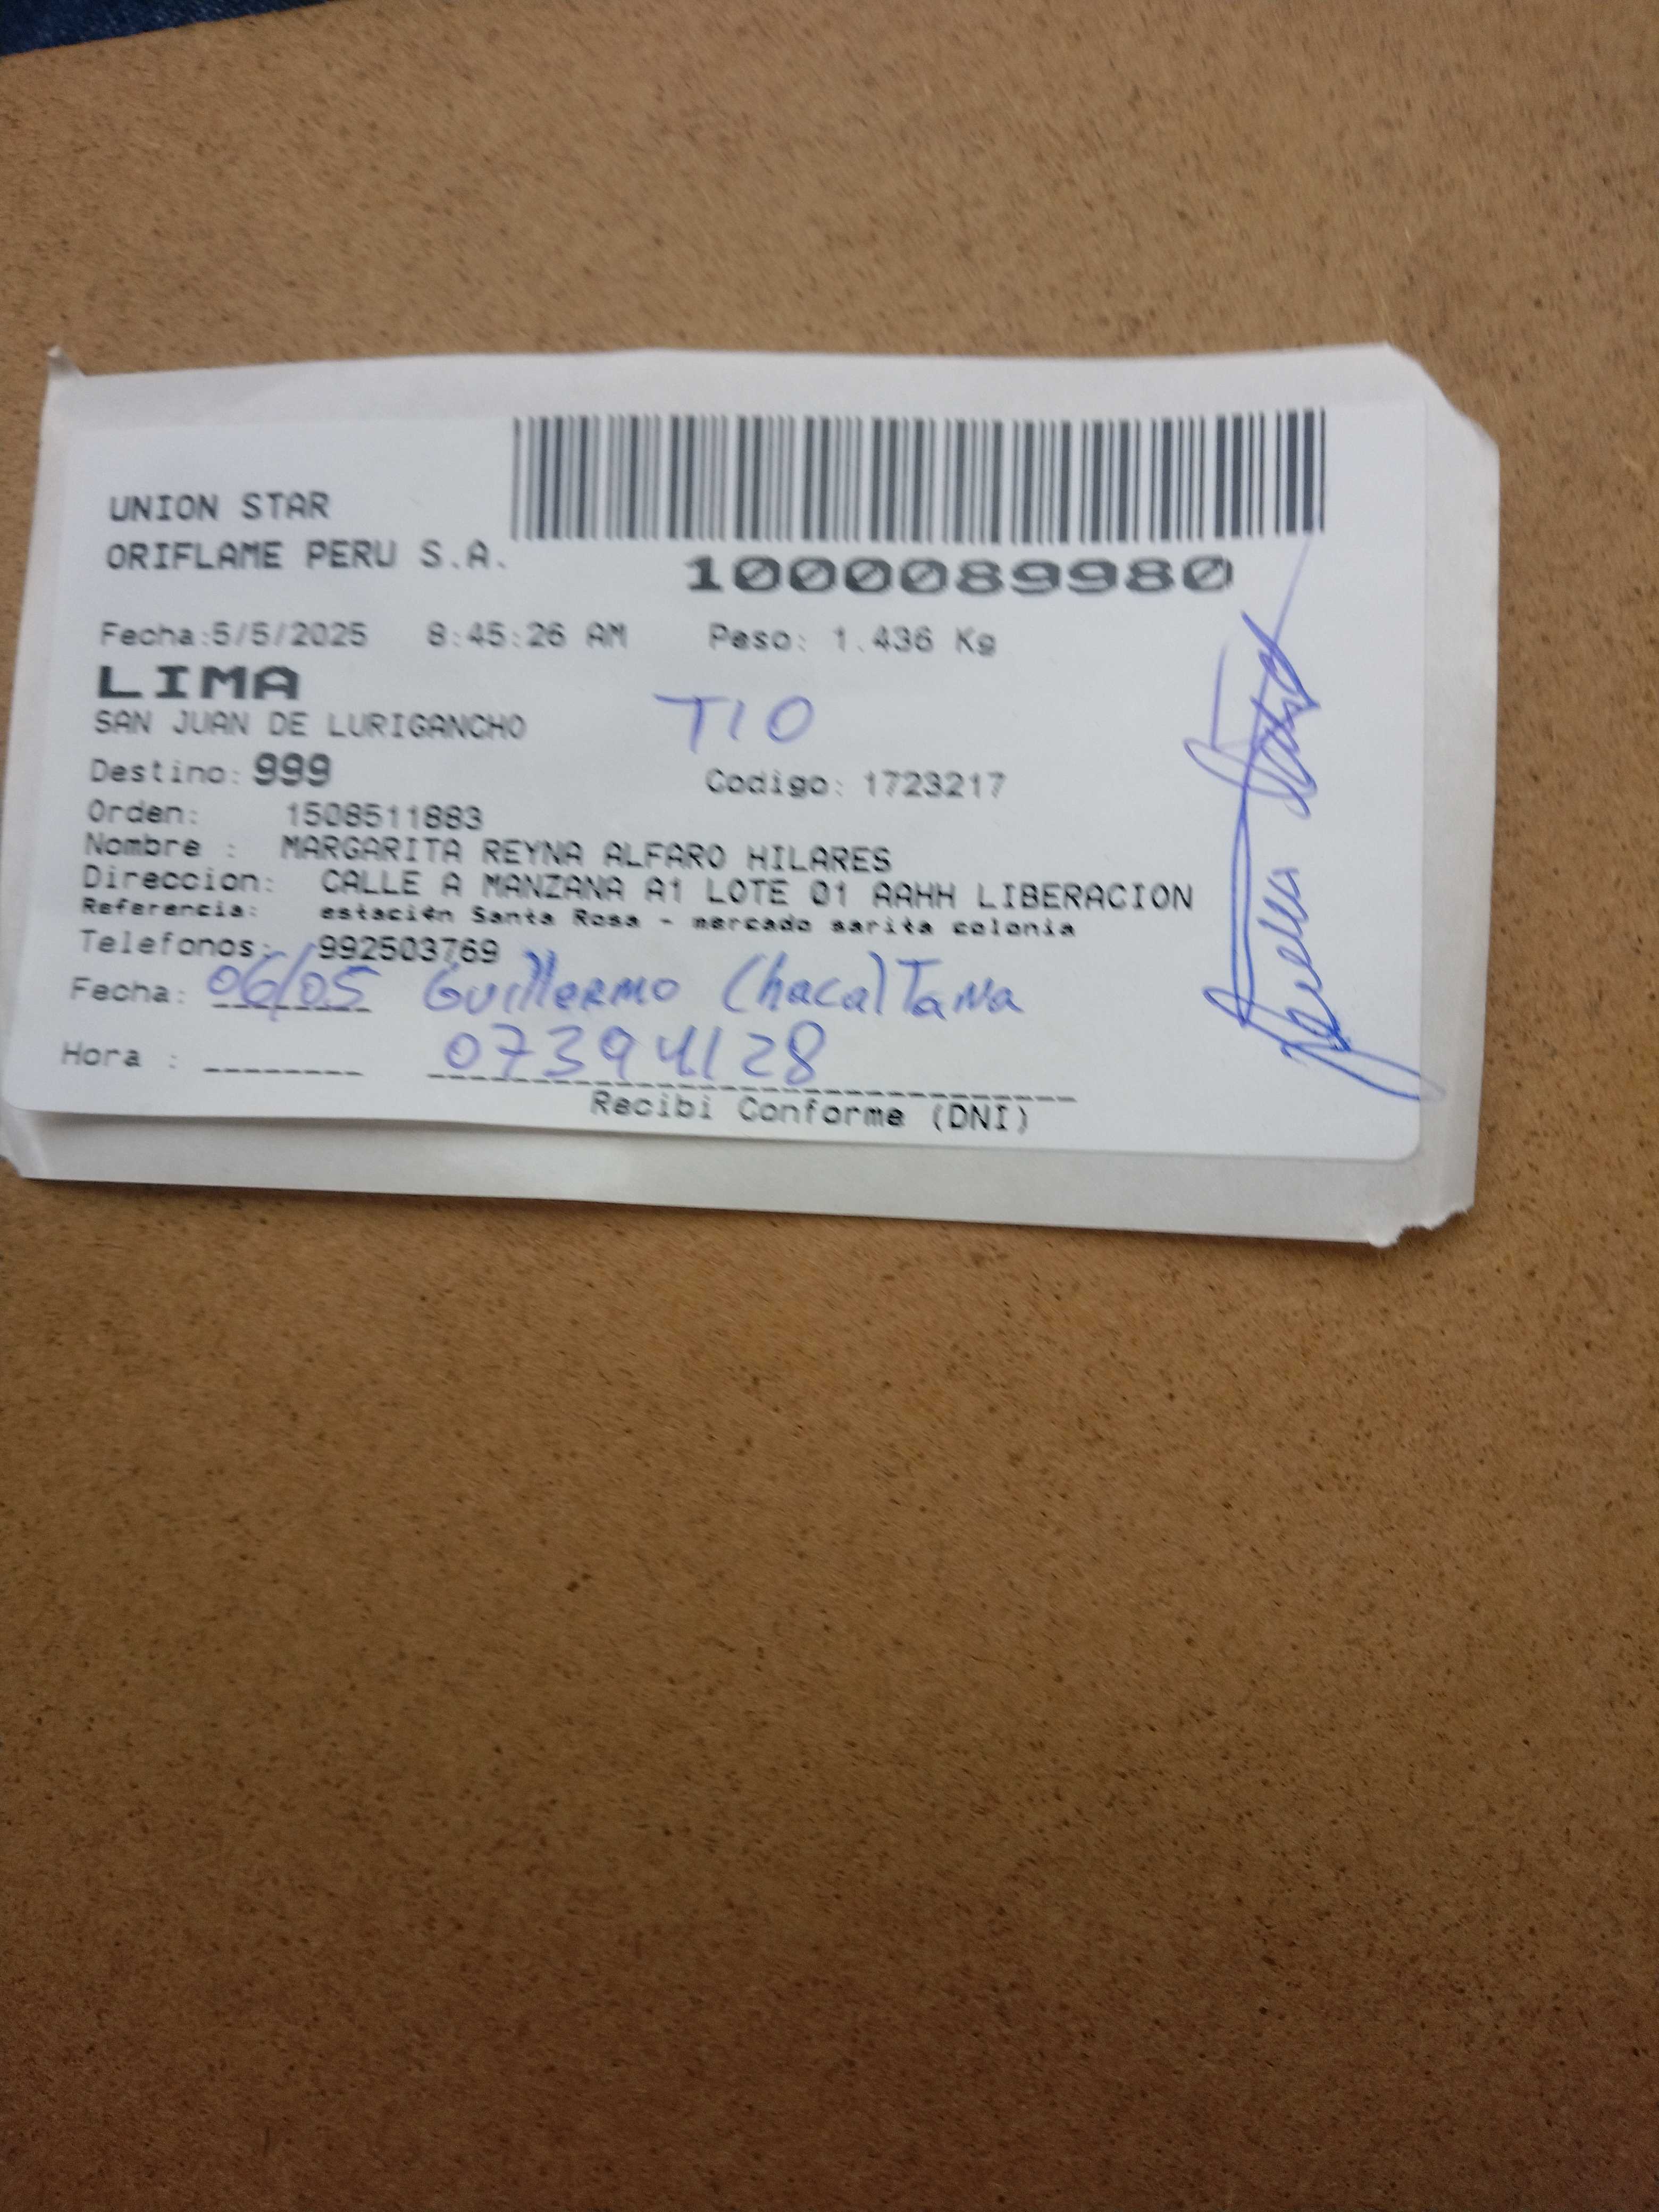 UNION STAR
ORIFLAME PERU S.A.
1000089980
Fecha:5/5/2025 8:45:26 AM Peso: 1.436 Kg
LIMA
SAN JUAN DE LURIGANCHO TIO
Destino: 999 Codigo: 1723217
Orden: 1508511883
Nombre : MARGARITA REYNA ALFARO HILARES
Direccion: CALLE A MANZANA A1 LOTE 01 AAHH LIBERACION
Referencia: estación Santa Rosa - mercado sarita colonia
Telefonos: 992503769
Fecha: 06/05 Guillermo ChacalTana
Hora : ________ 07394128
Recibi Conforme (DNI)